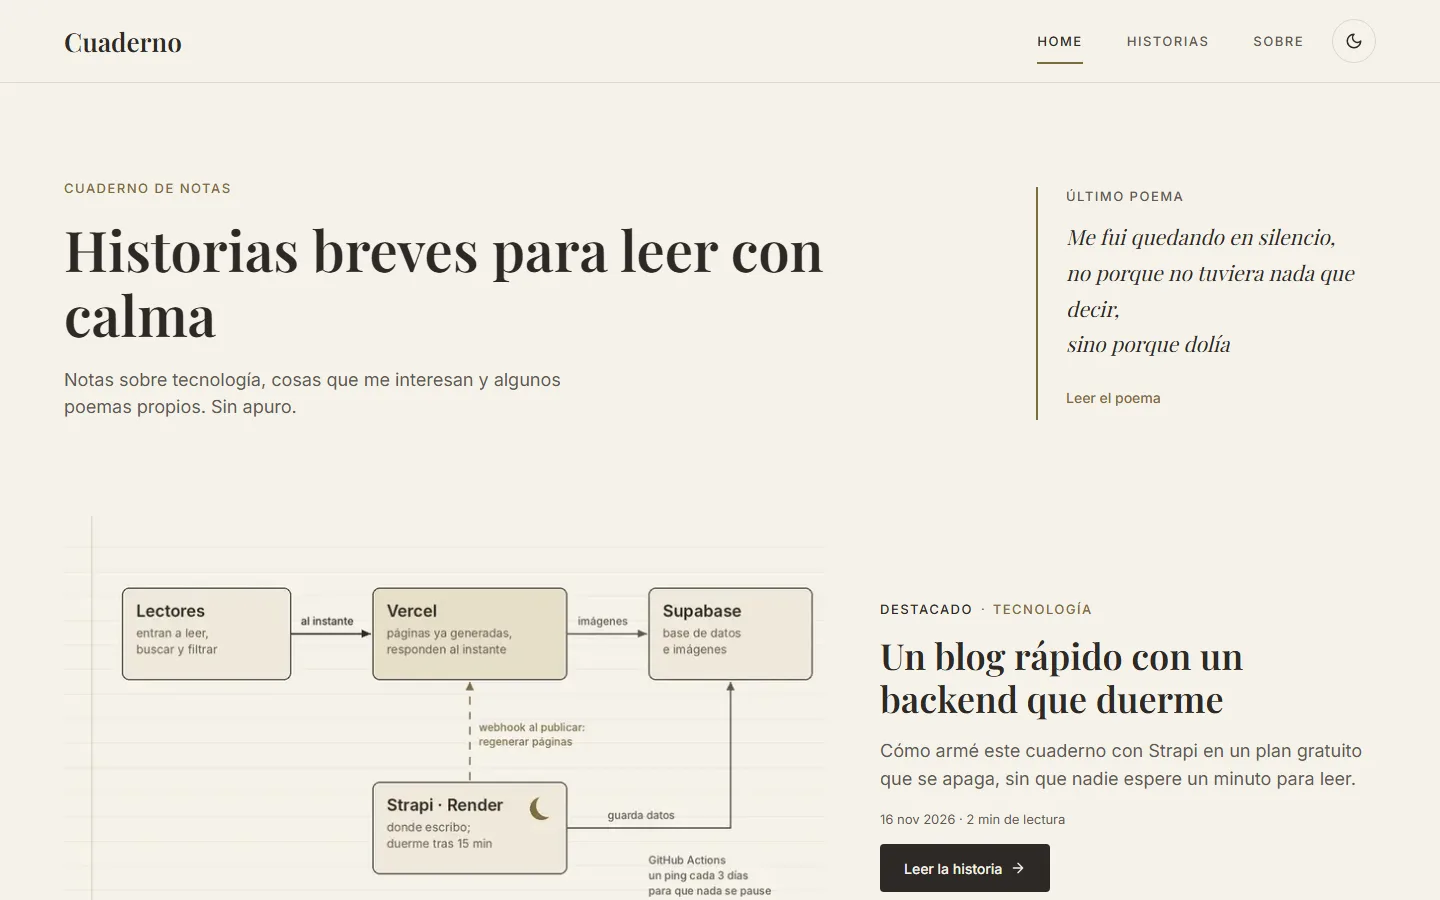 Cuaderno
HOME
HISTORIAS
SOBRE
CUADERNO DE NOTAS
Historias breves para leer con
calma
Notas sobre tecnología, cosas que me interesan y algunos
poemas propios. Sin apuro.
ÚLTIMO POEMA
Me fui quedando en silencio,
no porque no tuviera nada que
decir,
sino porque dolía
Leer el poema
Lectores
entran a leer,
buscar y filtrar
al instante
Vercel
páginas ya generadas,
responden al instante
imágenes
Supabase
base de datos
e imágenes
webhook al publicar:
regenerar páginas
Strapi · Render
donde escribo;
duerme tras 15 min
guarda datos
GitHub Actions
un ping cada 3 días
para que nada se pause
DESTACADO · TECNOLOGÍA
Un blog rápido con un
backend que duerme
Cómo armé este cuaderno con Strapi en un plan gratuito
que se apaga, sin que nadie espere un minuto para leer.
16 nov 2026 · 2 min de lectura
Leer la historia →